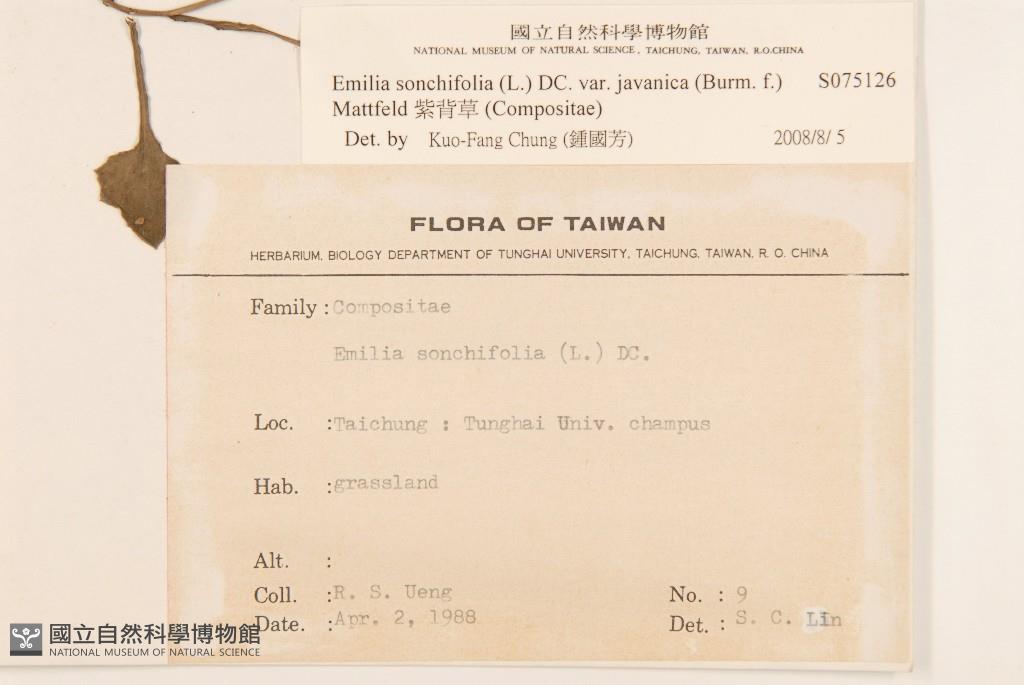 國立自然科學博物館
NATIONAL MUSEUM OF NATURAL SCIENCE, TAICHUNG, TAIWAN, R.O.CHINA
Emilia sonchifolia (L.) DC. var. javanica (Burm. f.) S075126
Mattfeld 紫背草 (Compositae)
Det. by Kuo-Fang Chung (鍾國芳) 2008/8/ 5
FLORA OF TAIWAN
HERBARIUM, BIOLOGY DEPARTMENT OF TUNGHAI UNIVERSITY, TAICHUNG, TAIWAN, R. O. CHINA
Family : Compositae
Emilia sonchifolia (L.) DC.
Loc. : Taichung : Tunghai Univ. champus
Hab. : grassland
Alt. :
Coll. : R. S. Ueng No. : 9
Date. : Apr. 2, 1988 Det. : S. C. Lin
國立自然科學博物館
NATIONAL MUSEUM OF NATURAL SCIENCE